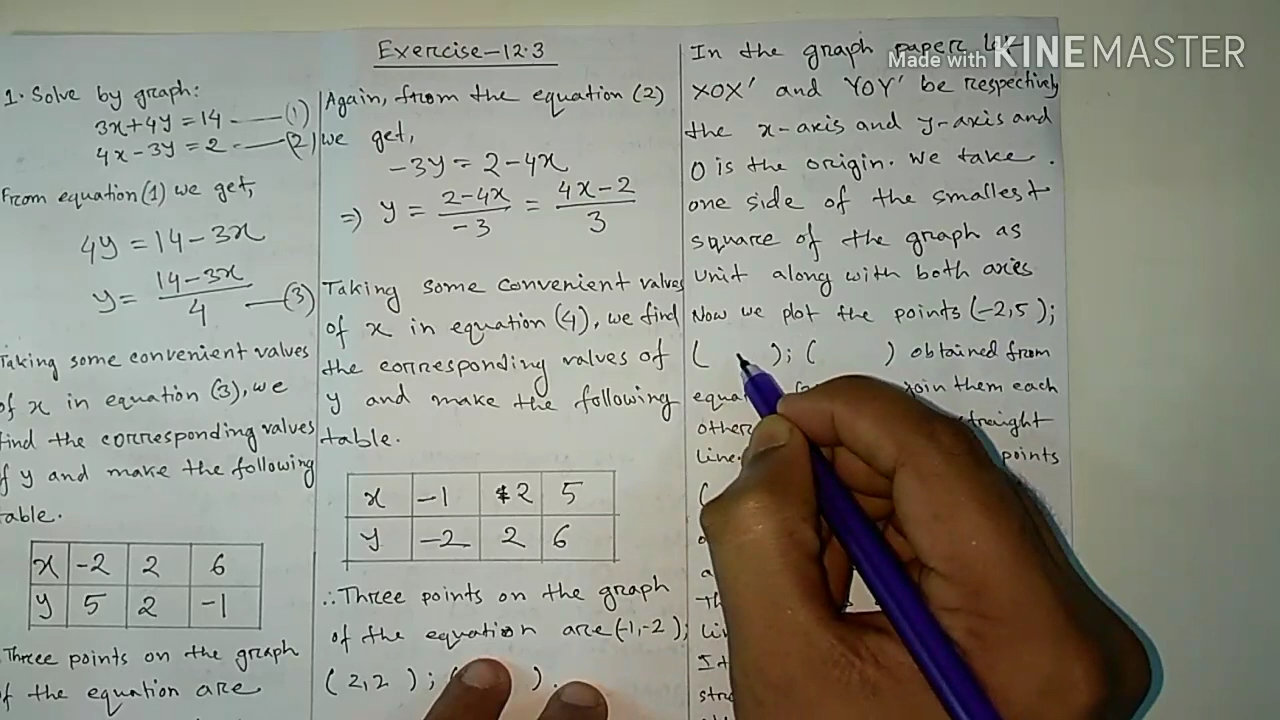 Exercise-12.3
1. Solve by graph:
3x+4y = 14 —— (1)
4x-3y = 2 —— (2)
From equation (1) we get,
4y = 14-3x
y = 14-3x / 4 —— (3)
Taking some convenient values
of x in equation (3), we
find the corresponding values
of y and make the following
table.
x -2 2 6
y 5 2 -1
Three points on the graph
of the equation are
Again, from the equation (2)
we get,
-3y = 2-4x
⇒ y = 2-4x / -3 = 4x-2 / 3
Taking some convenient values
of x in equation (4), we find
the corresponding values of
y and make the following
table.
x -1 2 5
y -2 2 6
∴ Three points on the graph
of the equation are (-1,-2);
(2,2 ); ( ).
In the graph paper
XOX' and YOY' be respectively
the x-axis and y-axis and
O is the origin. We take
one side of the smallest
square of the graph as
unit along with both axies
Now we plot the points (-2,5);
( ); ( ) obtained from
join them each
straight
line. points
Made with KINEMASTER